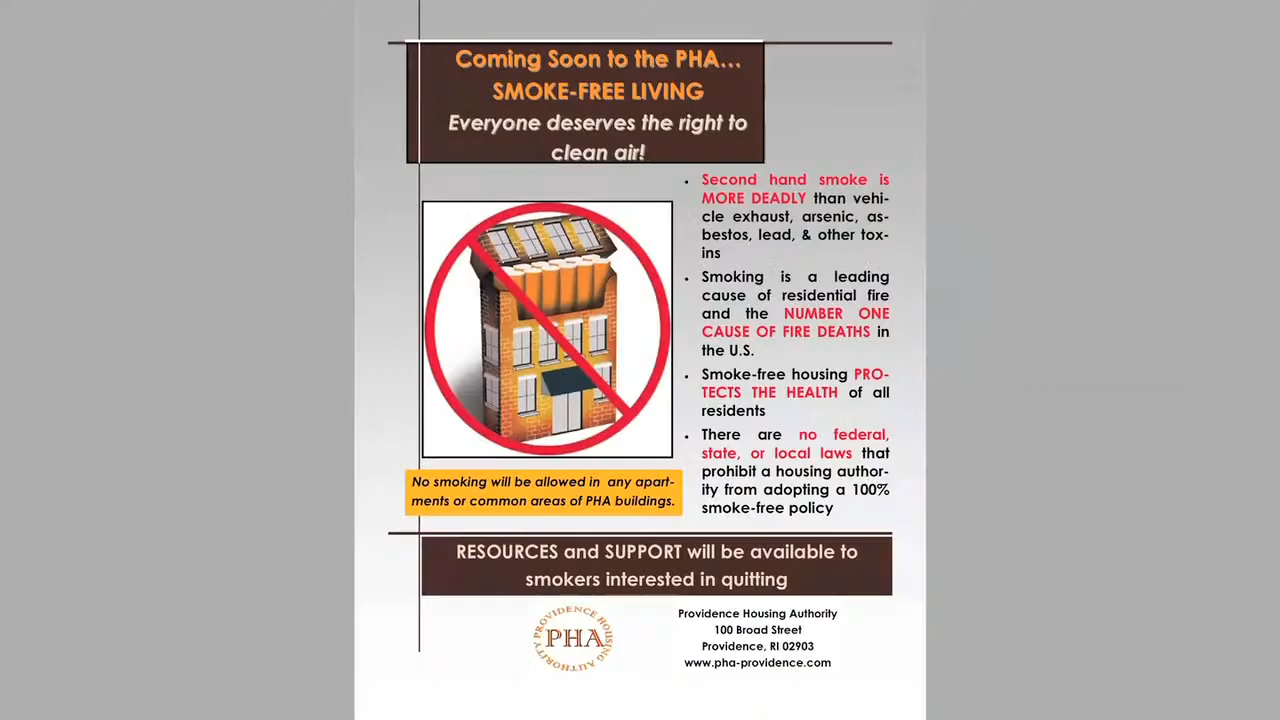 Coming Soon to the PHA…
SMOKE-FREE LIVING
Everyone deserves the right to
clean air!
• Second hand smoke is
MORE DEADLY than vehi-
cle exhaust, arsenic, as-
bestos, lead, & other tox-
ins
• Smoking is a leading
cause of residential fire
and the NUMBER ONE
CAUSE OF FIRE DEATHS in
the U.S.
• Smoke-free housing PRO-
TECTS THE HEALTH of all
residents
• There are no federal,
state, or local laws that
prohibit a housing author-
ity from adopting a 100%
smoke-free policy
No smoking will be allowed in any apart-
ments or common areas of PHA buildings.
RESOURCES and SUPPORT will be available to
smokers interested in quitting
PROVIDENCE HOUSING AUTHORITY
PHA
Providence Housing Authority
100 Broad Street
Providence, RI 02903
www.pha-providence.com